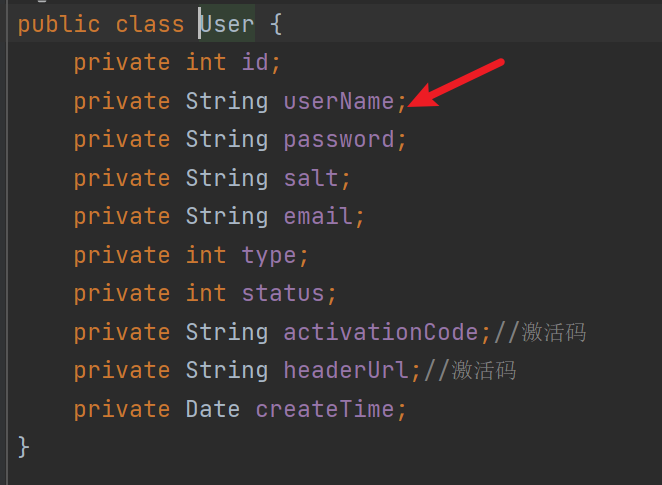 public class User {
private int id;
private String userName;
private String password;
private String salt;
private String email;
private int type;
private int status;
private String activationCode;//激活码
private String headerUrl;//激活码
private Date createTime;
}